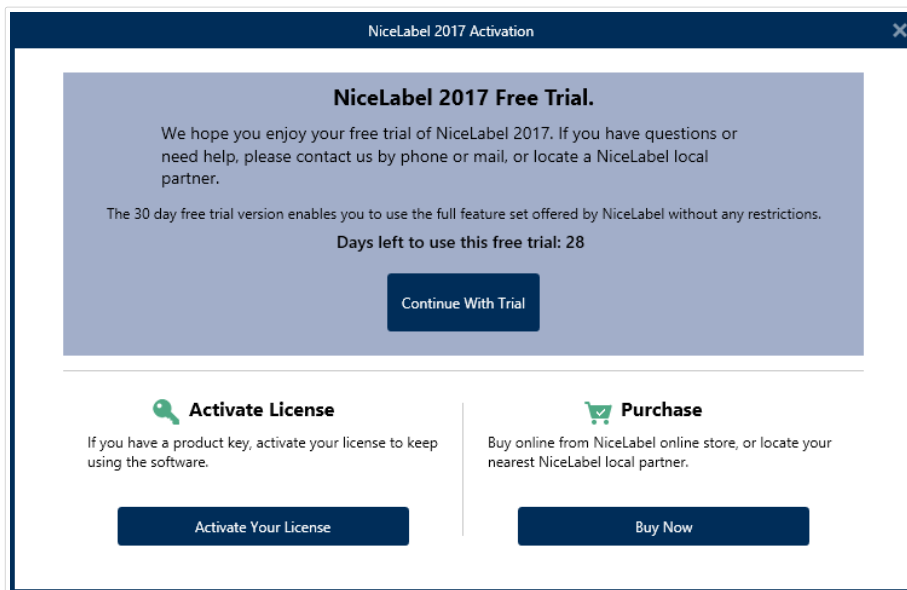 NiceLabel 2017 Activation
NiceLabel 2017 Free Trial.
We hope you enjoy your free trial of NiceLabel 2017. If you have questions or
need help, please contact us by phone or mail, or locate a NiceLabel local
partner.
The 30 day free trial version enables you to use the full feature set offered by NiceLabel without any restrictions.
Days left to use this free trial: 28
Continue With Trial
Activate License
If you have a product key, activate your license to keep
using the software.
Activate Your License
Purchase
Buy online from NiceLabel online store, or locate your
nearest NiceLabel local partner.
Buy Now